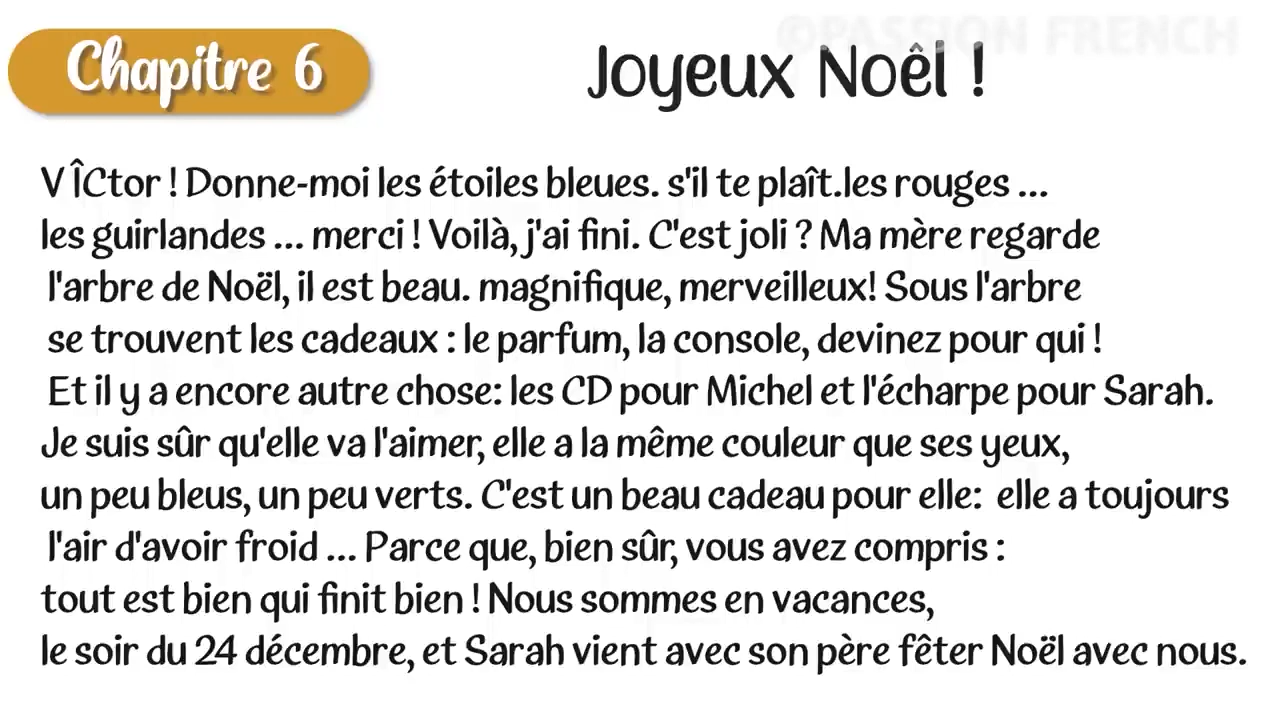 ©PASSION FRENCH
Chapitre 6
Joyeux Noêl !
V ÎCtor ! Donne-moi les étoiles bleues. s'il te plaît.les rouges ...
les guirlandes ... merci ! Voilà, j'ai fini. C'est joli ? Ma mère regarde
l'arbre de Noël, il est beau. magnifique, merveilleux! Sous l'arbre
se trouvent les cadeaux : le parfum, la console, devinez pour qui !
Et il y a encore autre chose: les CD pour Michel et l'écharpe pour Sarah.
Je suis sûr qu'elle va l'aimer, elle a la même couleur que ses yeux,
un peu bleus, un peu verts. C'est un beau cadeau pour elle: elle a toujours
l'air d'avoir froid ... Parce que, bien sûr, vous avez compris :
tout est bien qui finit bien ! Nous sommes en vacances,
le soir du 24 décembre, et Sarah vient avec son père fêter Noël avec nous.